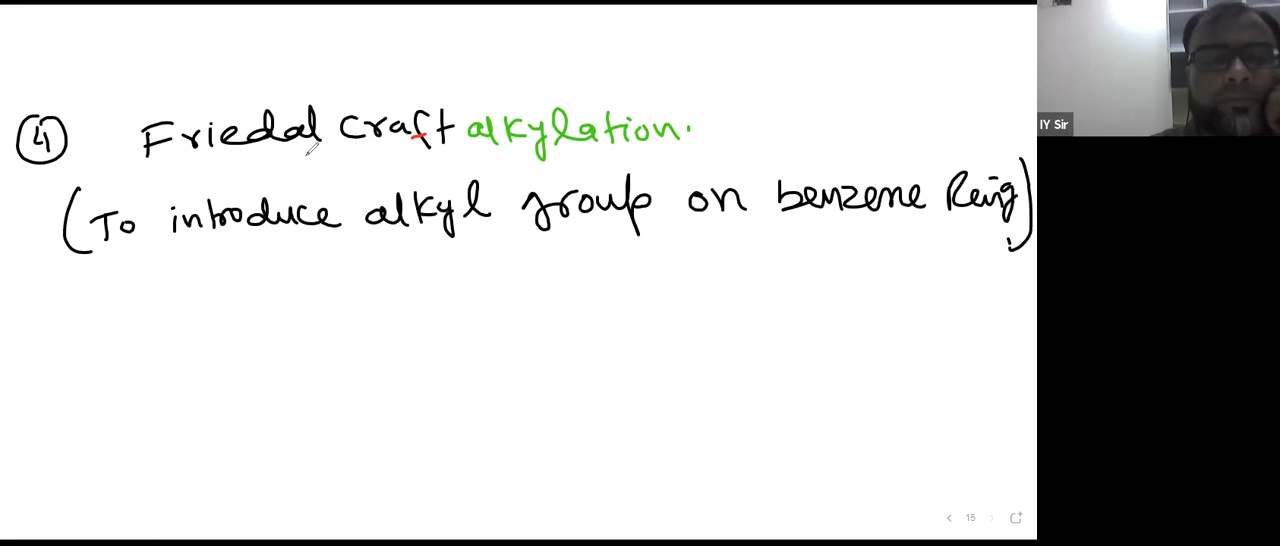 ④ Friedal craft alkylation.
(To introduce alkyl group on benzene Ring)
IY Sir
15